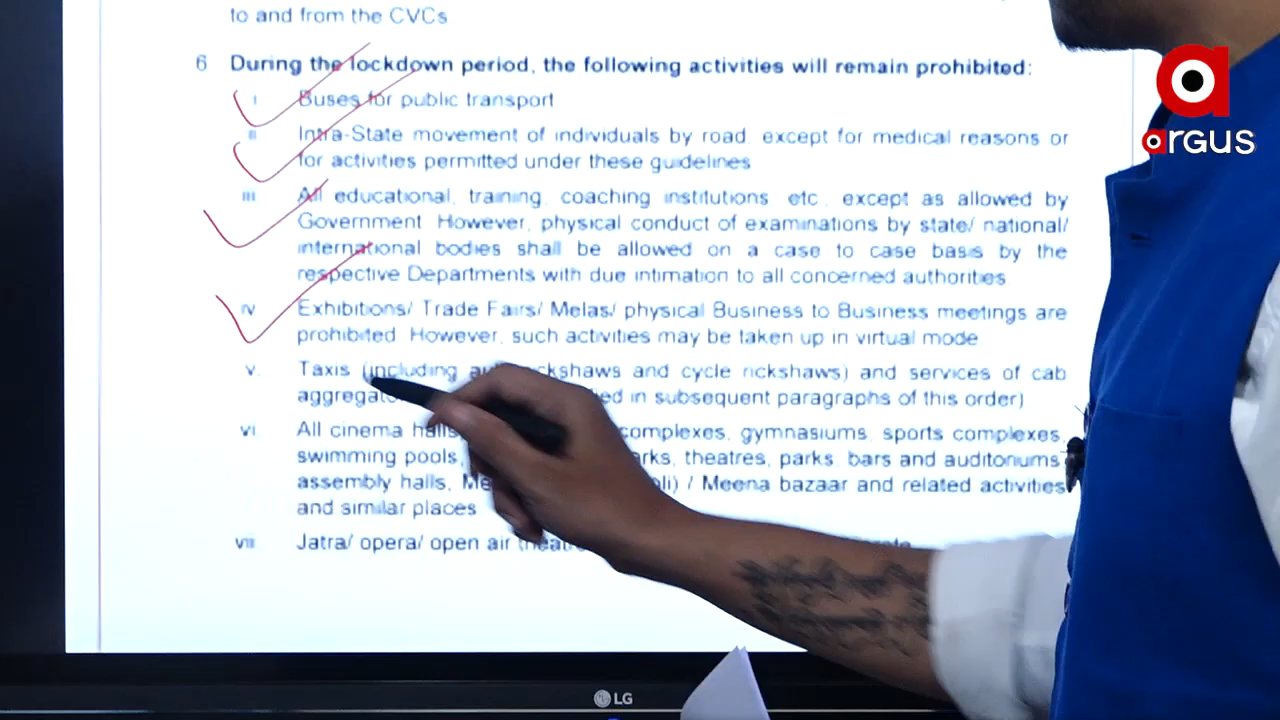 to and from the CVCs
6 During the lockdown period, the following activities will remain prohibited:
i Buses for public transport
ii Intra-State movement of individuals by road except for medical reasons or
for activities permitted under these guidelines
iii All educational, training, coaching institutions etc, except as allowed by
Government However, physical conduct of examinations by state/ national/
international bodies shall be allowed on a case to case basis by the
respective Departments with due intimation to all concerned authorities
iv Exhibitions/ Trade Fairs/ Melas/ physical Business to Business meetings are
prohibited However, such activities may be taken up in virtual mode
v. Taxis (including rickshaws and cycle rickshaws) and services of cab
in subsequent paragraphs of this order)
vi All cinema halls complexes, gymnasiums, sports complexes,
swimming pools, theatres, parks bars and auditoriums
assembly halls, / Meena bazaar and related activities
and similar places
vii Jatra/ opera/ open air
argus
LG